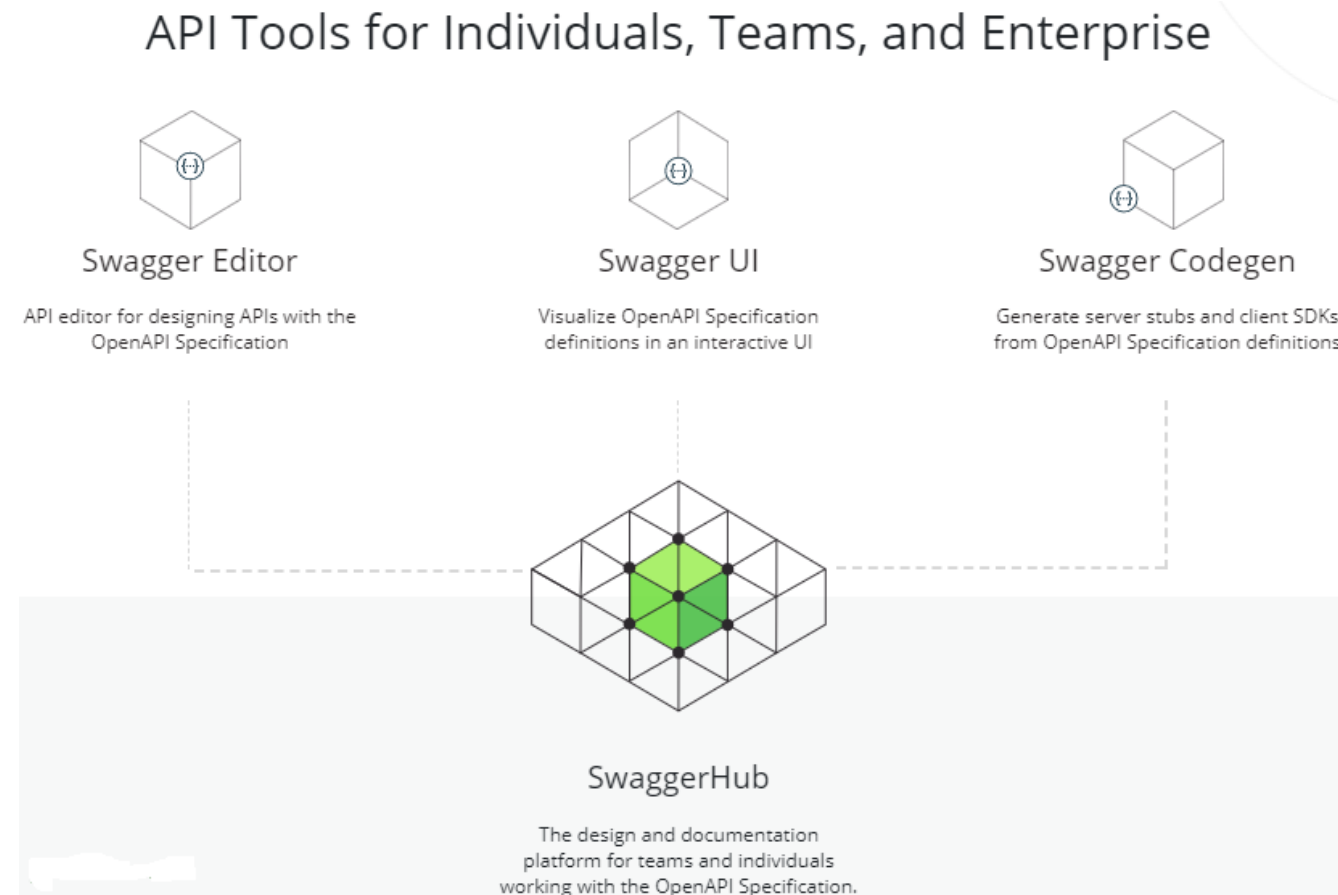 API Tools for Individuals, Teams, and Enterprise
{··}
{··}
{··}
Swagger Editor
Swagger UI
Swagger Codegen
API editor for designing APIs with the
OpenAPI Specification
Visualize OpenAPI Specification
definitions in an interactive UI
Generate server stubs and client SDKs
from OpenAPI Specification definitions
SwaggerHub
The design and documentation
platform for teams and individuals
working with the OpenAPI Specification.